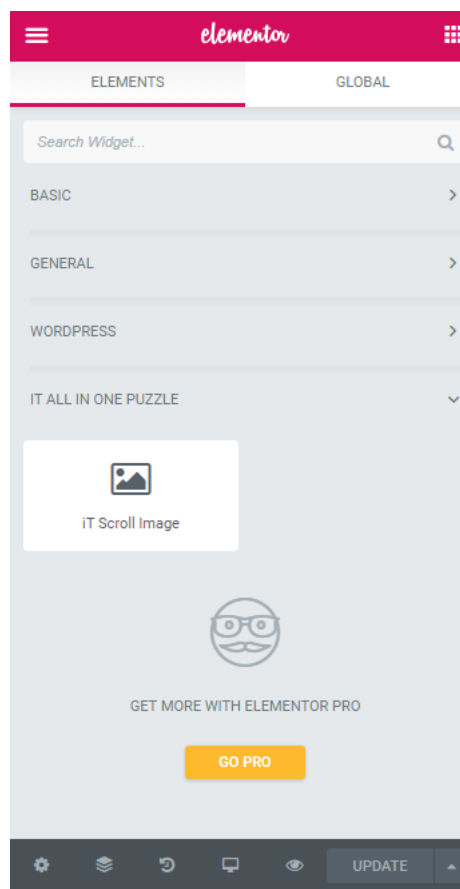 elementor
ELEMENTS GLOBAL
Search Widget...
BASIC
GENERAL
WORDPRESS
IT ALL IN ONE PUZZLE
iT Scroll Image
GET MORE WITH ELEMENTOR PRO
GO PRO
UPDATE